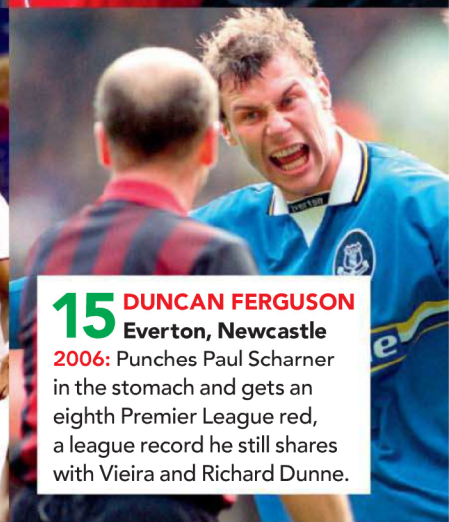 15
DUNCAN FERGUSON
Everton, Newcastle
2006: Punches Paul Scharner
in the stomach and gets an
eighth Premier League red,
a league record he still shares
with Vieira and Richard Dunne.
Everton
e